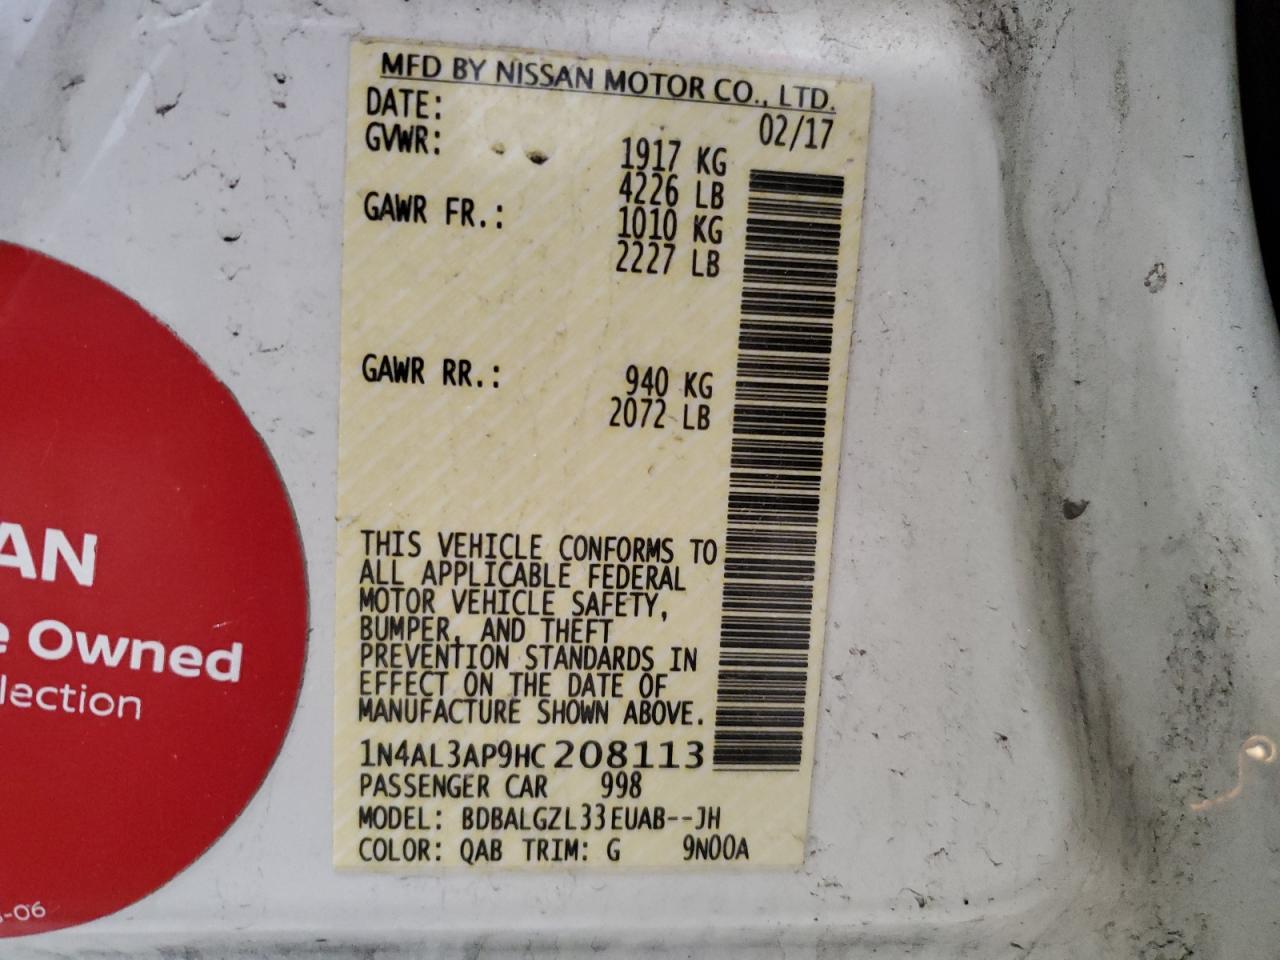 MFD BY NISSAN MOTOR CO., LTD.
DATE: 02/17
GVWR: 1917 KG
4226 LB
GAWR FR.: 1010 KG
2227 LB
GAWR RR.: 940 KG
2072 LB
THIS VEHICLE CONFORMS TO
ALL APPLICABLE FEDERAL
MOTOR VEHICLE SAFETY,
BUMPER, AND THEFT
PREVENTION STANDARDS IN
EFFECT ON THE DATE OF
MANUFACTURE SHOWN ABOVE.
1N4AL3AP9HC208113
PASSENGER CAR 998
MODEL: BDBALGZL33EUAB--JH
COLOR: QAB TRIM: G 9N00A
AN
e Owned
lection
-06